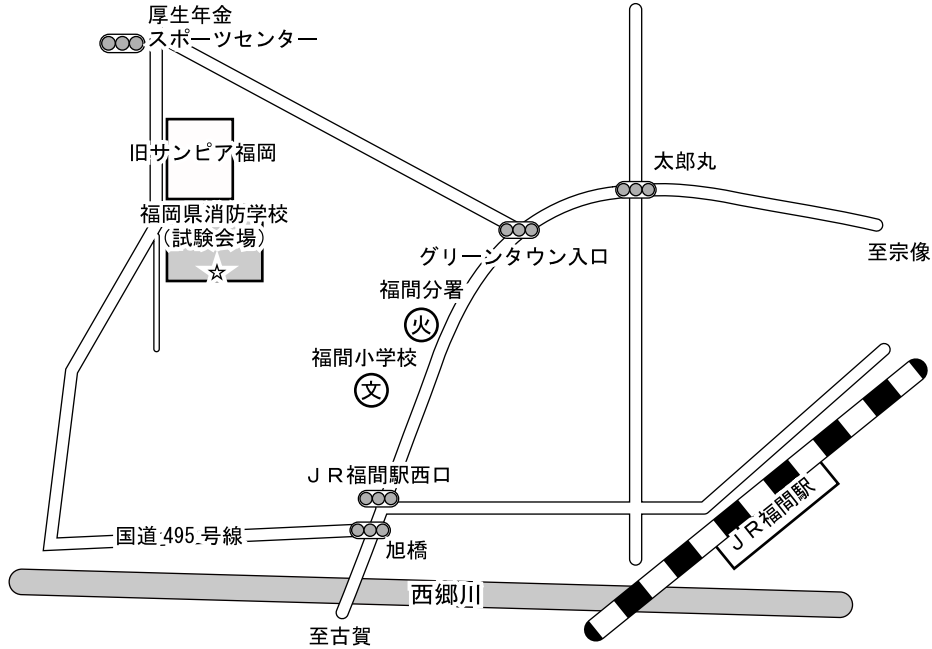 厚生年金
スポーツセンター
旧サンピア福岡
太郎丸
福岡県消防学校
（試験会場）
☆
グリーンタウン入口
至宗像
福間分署
火
福間小学校
文
ＪＲ福間駅西口
ＪＲ福間駅
国道495号線
旭橋
西郷川
至古賀